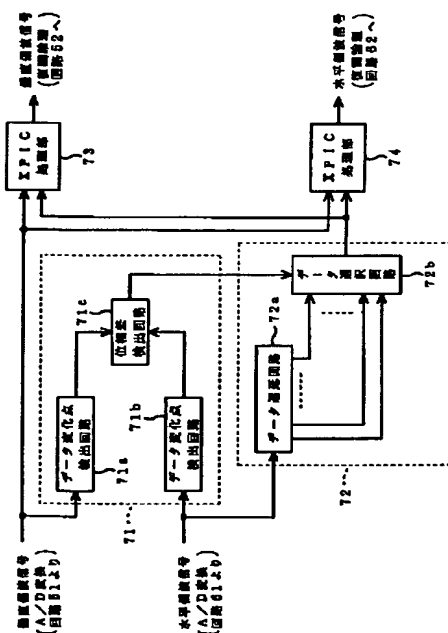 垂直偏波信号
(A/D変換
回路61より)
水平偏波信号
(A/D変換
回路61より)
データ変化点
検出回路
71a
データ変化点
検出回路
71b
位相差
検出回路
71c
71
データ遅延回路
72a
データ選択回路
72b
72
XPIC
処理部
73
XPIC
処理部
74
垂直偏波信号
(復調論理
回路62へ)
水平偏波信号
(復調論理
回路62へ)